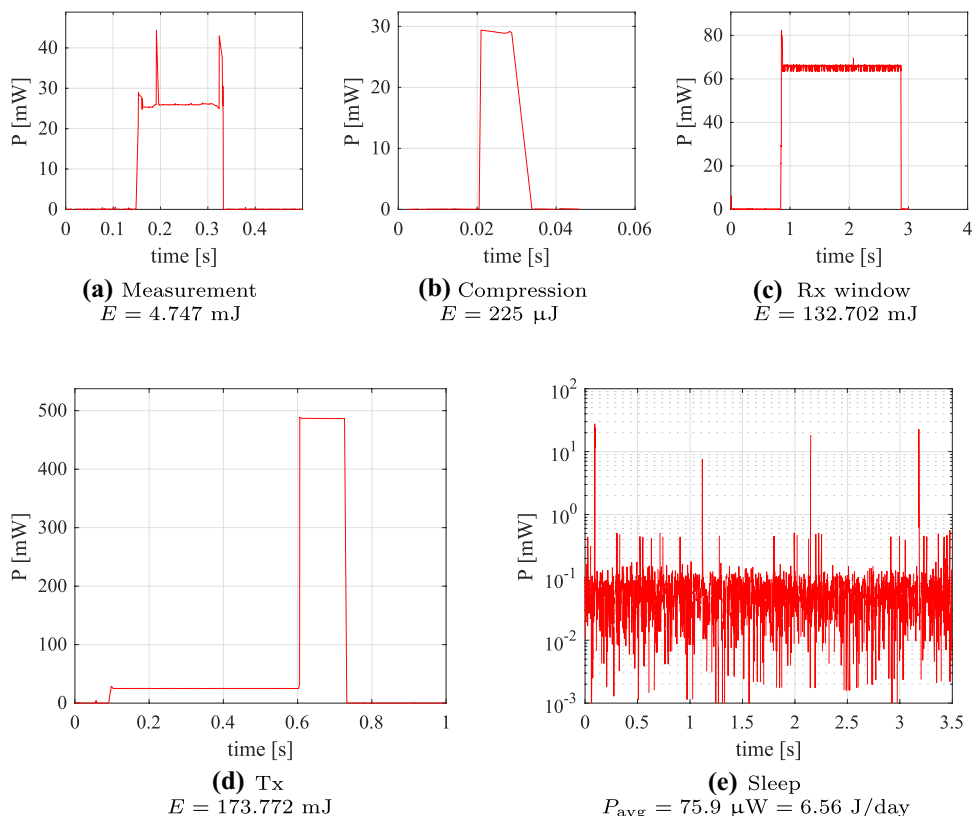 40
30
20
10
0
P [mW]
0 0.1 0.2 0.3 0.4
time [s]
(a) Measurement
E = 4.747 mJ
30
20
10
0
P [mW]
0 0.02 0.04 0.06
time [s]
(b) Compression
E = 225 μJ
80
60
40
20
0
P [mW]
0 1 2 3 4
time [s]
(c) Rx window
E = 132.702 mJ
500
400
300
200
100
0
P [mW]
0 0.2 0.4 0.6 0.8 1
time [s]
(d) Tx
E = 173.772 mJ
10²
10¹
10⁰
10⁻¹
10⁻²
10⁻³
P [mW]
0 0.5 1 1.5 2 2.5 3 3.5
time [s]
(e) Sleep
Pavg = 75.9 μW = 6.56 J/day